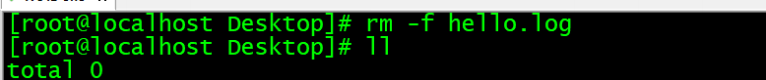 [root@localhost Desktop]# rm -f hello.log
[root@localhost Desktop]# ll
total 0